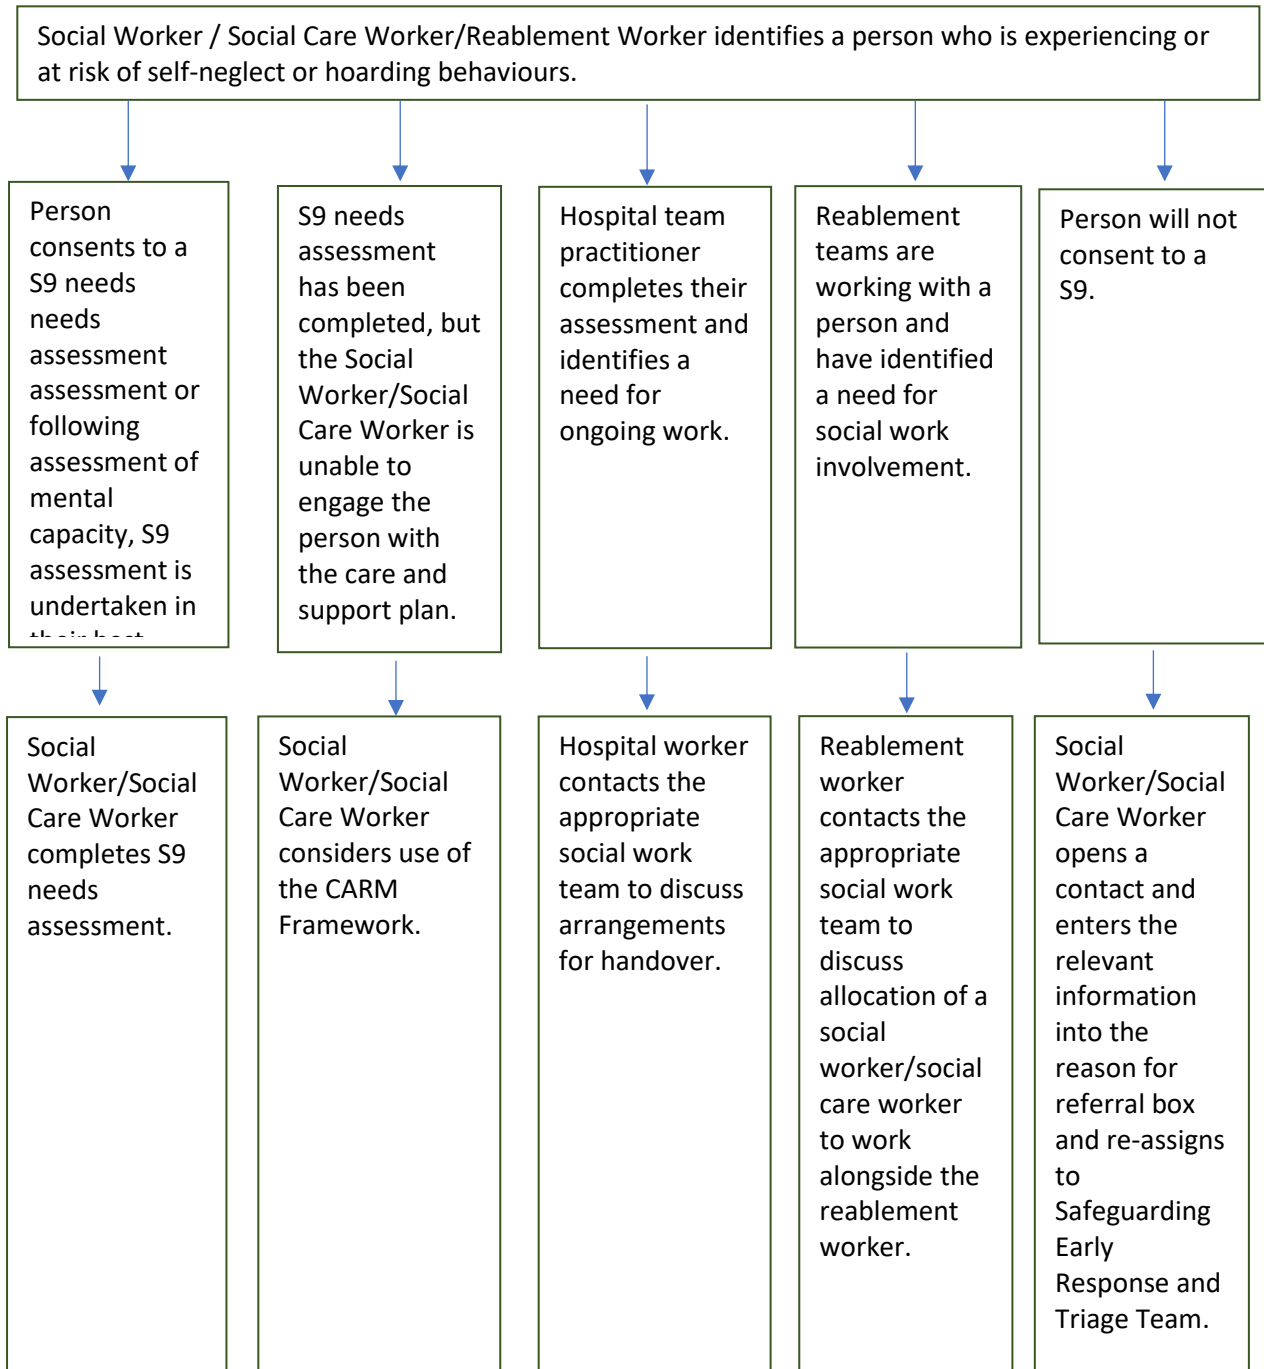 Social Worker / Social Care Worker/Reablement Worker identifies a person who is experiencing or
at risk of self-neglect or hoarding behaviours.
Person
consents to a
S9 needs
needs
assessment
assessment or
following
assessment of
mental
capacity, S9
assessment is
undertaken in
S9 needs
assessment
has been
completed, but
the Social
Worker/Social
Care Worker is
unable to
engage the
person with
the care and
support plan.
Hospital team
practitioner
completes their
assessment and
identifies a
need for
ongoing work.
Reablement
teams are
working with a
person and
have identified
a need for
social work
involvement.
Person will not
consent to a
S9.
Social
Worker/Social
Care Worker
completes S9
needs
assessment.
Social
Worker/Social
Care Worker
considers use of
the CARM
Framework.
Hospital worker
contacts the
appropriate
social work
team to discuss
arrangements
for handover.
Reablement
worker
contacts the
appropriate
social work
team to
discuss
allocation of a
social
worker/social
care worker
to work
alongside the
reablement
worker.
Social
Worker/Social
Care Worker
opens a
contact and
enters the
relevant
information
into the
reason for
referral box
and re-assigns
to
Safeguarding
Early
Response and
Triage Team.